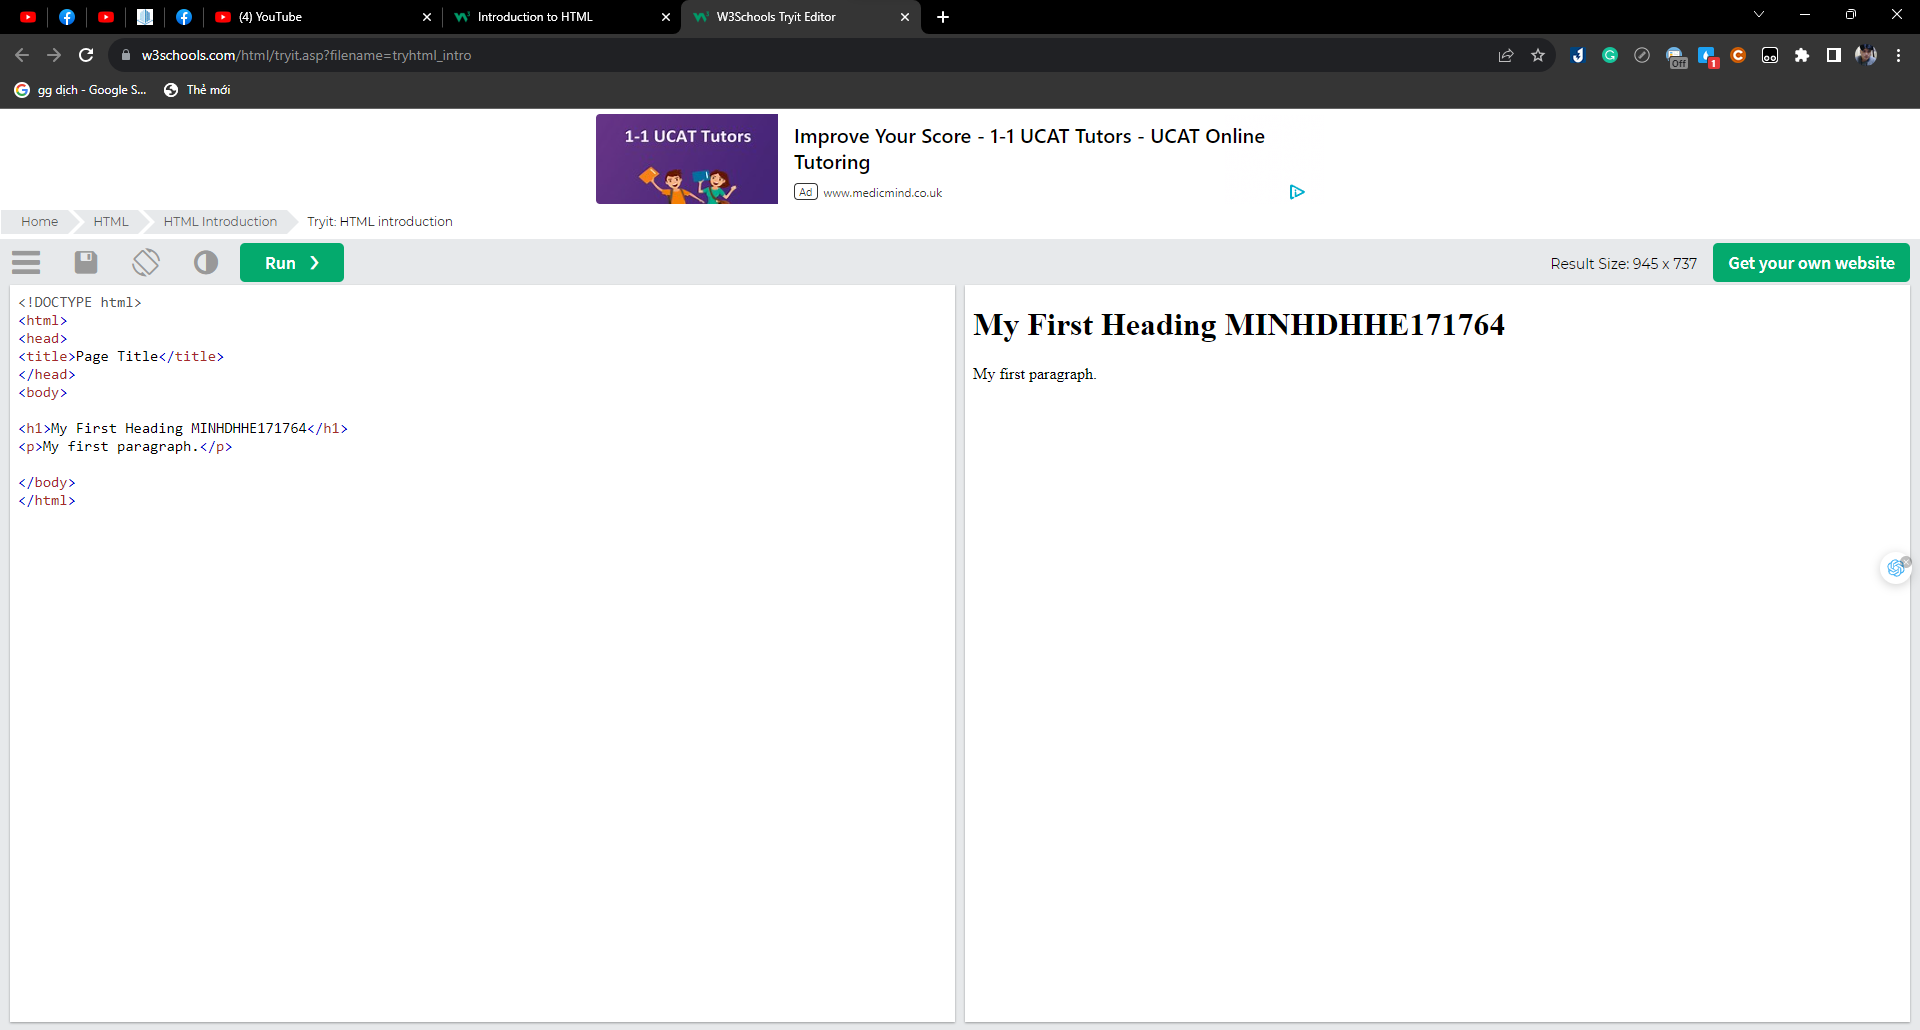 (4) YouTube
Introduction to HTML
W3Schools Tryit Editor
w3schools.com/html/tryit.asp?filename=tryhtml_intro
Off
1
gg dịch - Google S...
Thẻ mới
1-1 UCAT Tutors
Improve Your Score - 1-1 UCAT Tutors - UCAT Online
Tutoring
Ad www.medicmind.co.uk
Home
HTML
HTML Introduction
Tryit: HTML introduction
Run ❯
Result Size: 945 x 737
Get your own website
<!DOCTYPE html>
<html>
<head>
<title>Page Title</title>
</head>
<body>
<h1>My First Heading MINHDHHE171764</h1>
<p>My first paragraph.</p>
</body>
</html>
My First Heading MINHDHHE171764
My first paragraph.